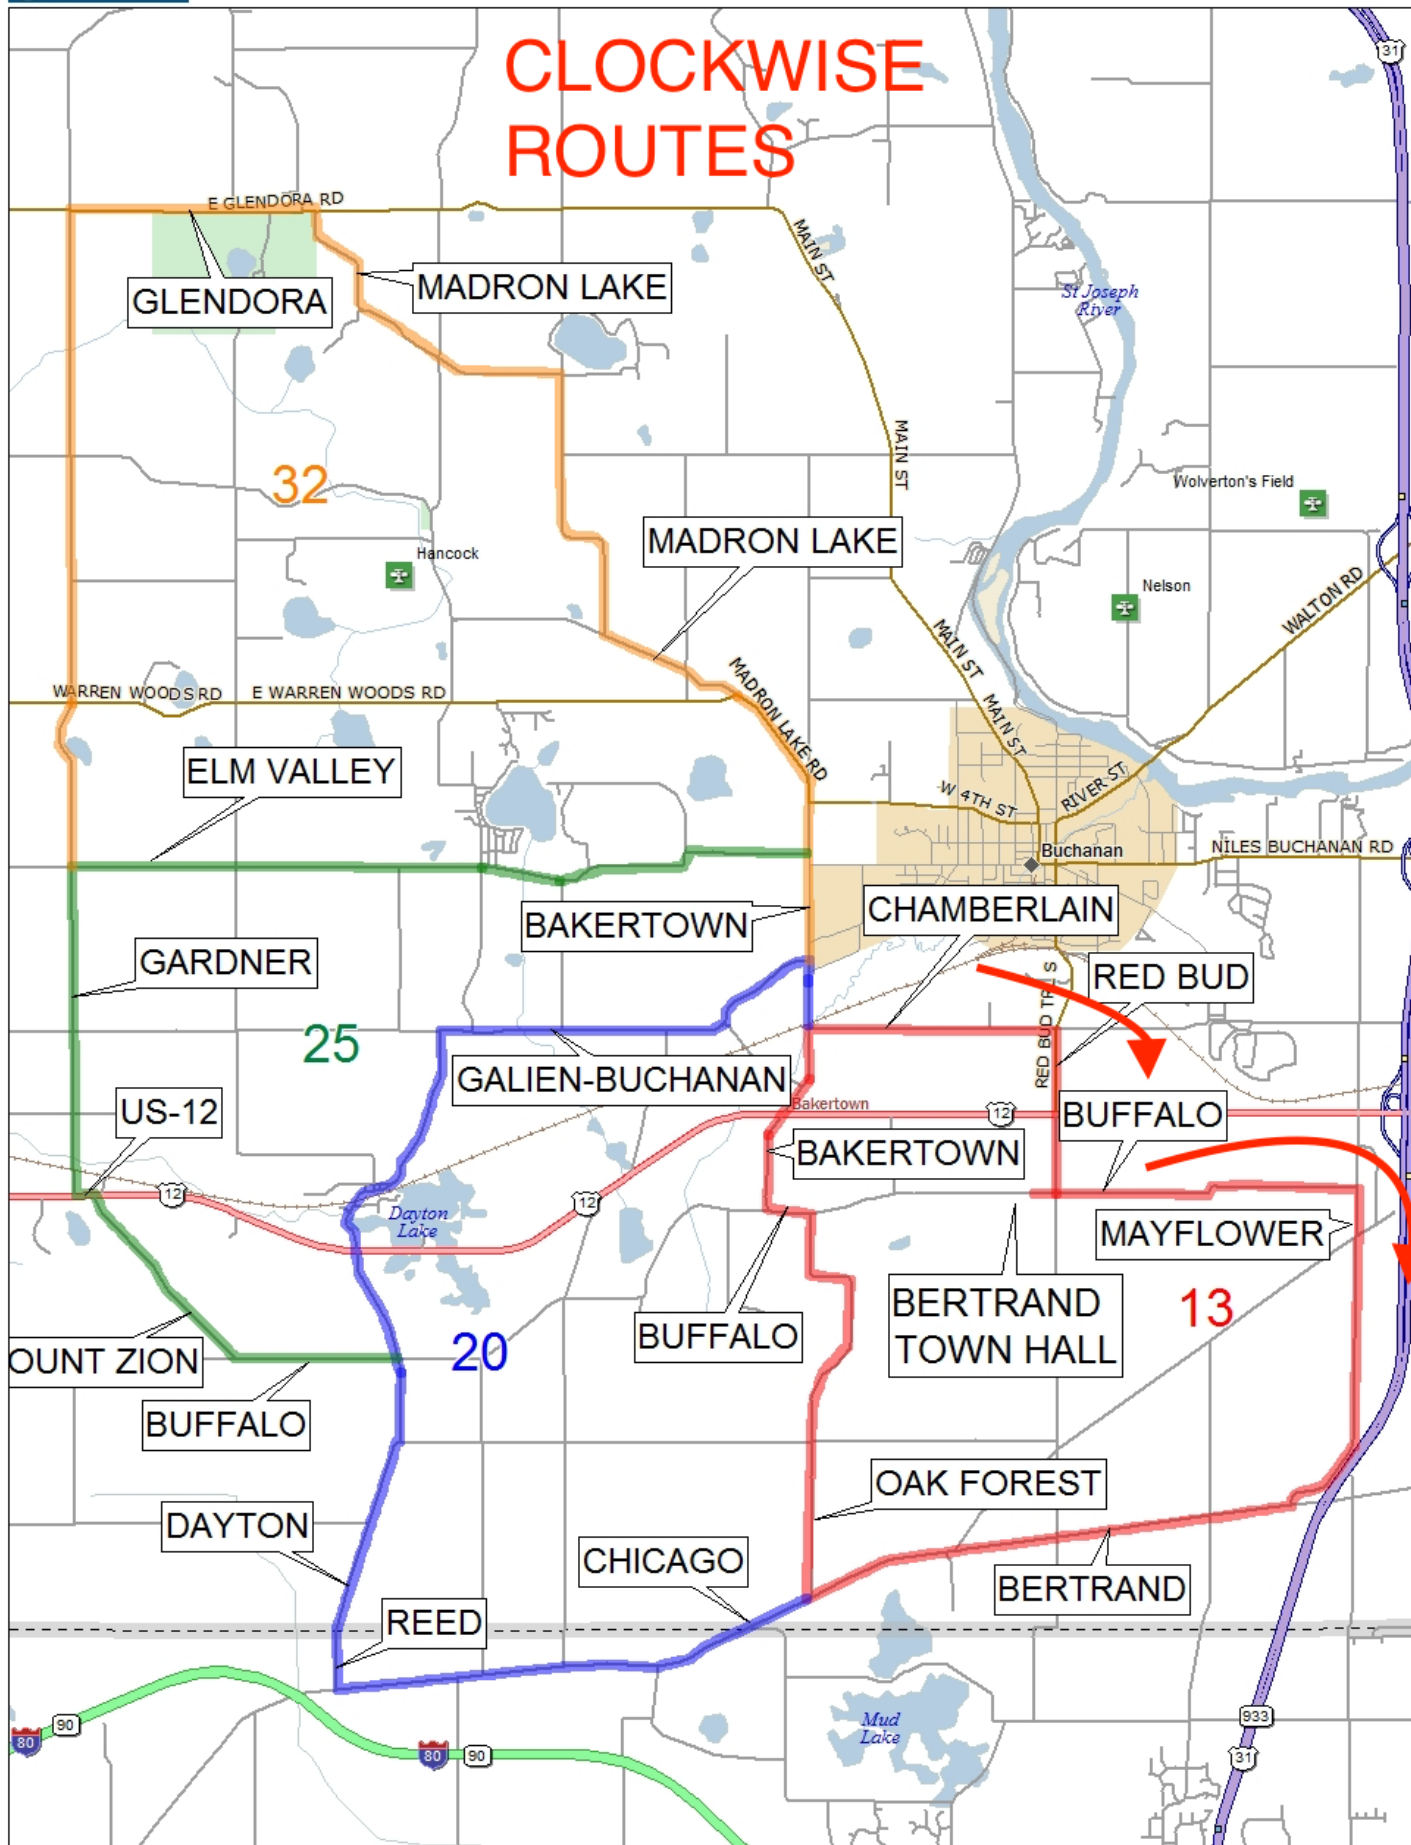 CLOCKWISE
ROUTES
31
E GLENDORA RD
MAIN ST
MADRON LAKE
GLENDORA
St Joseph
River
MAIN ST
32
Wolverton's Field
MADRON LAKE
Hancock
Nelson
WALTON RD
MAIN ST
WARREN WOODS RD
E WARREN WOODS RD
MADRON LAKE RD
MAIN ST
ELM VALLEY
W 4TH ST
RIVER ST
Buchanan
NILES BUCHANAN RD
BAKERTOWN
CHAMBERLAIN
GARDNER
RED BUD
RED BUD TRL S
25
GALIEN-BUCHANAN
US-12
Bakertown
12
BUFFALO
BAKERTOWN
12
12
Dayton
Lake
MAYFLOWER
BERTRAND
TOWN HALL
13
BUFFALO
20
OUNT ZION
BUFFALO
OAK FOREST
DAYTON
CHICAGO
BERTRAND
REED
90
80
80
90
Mud
Lake
933
31